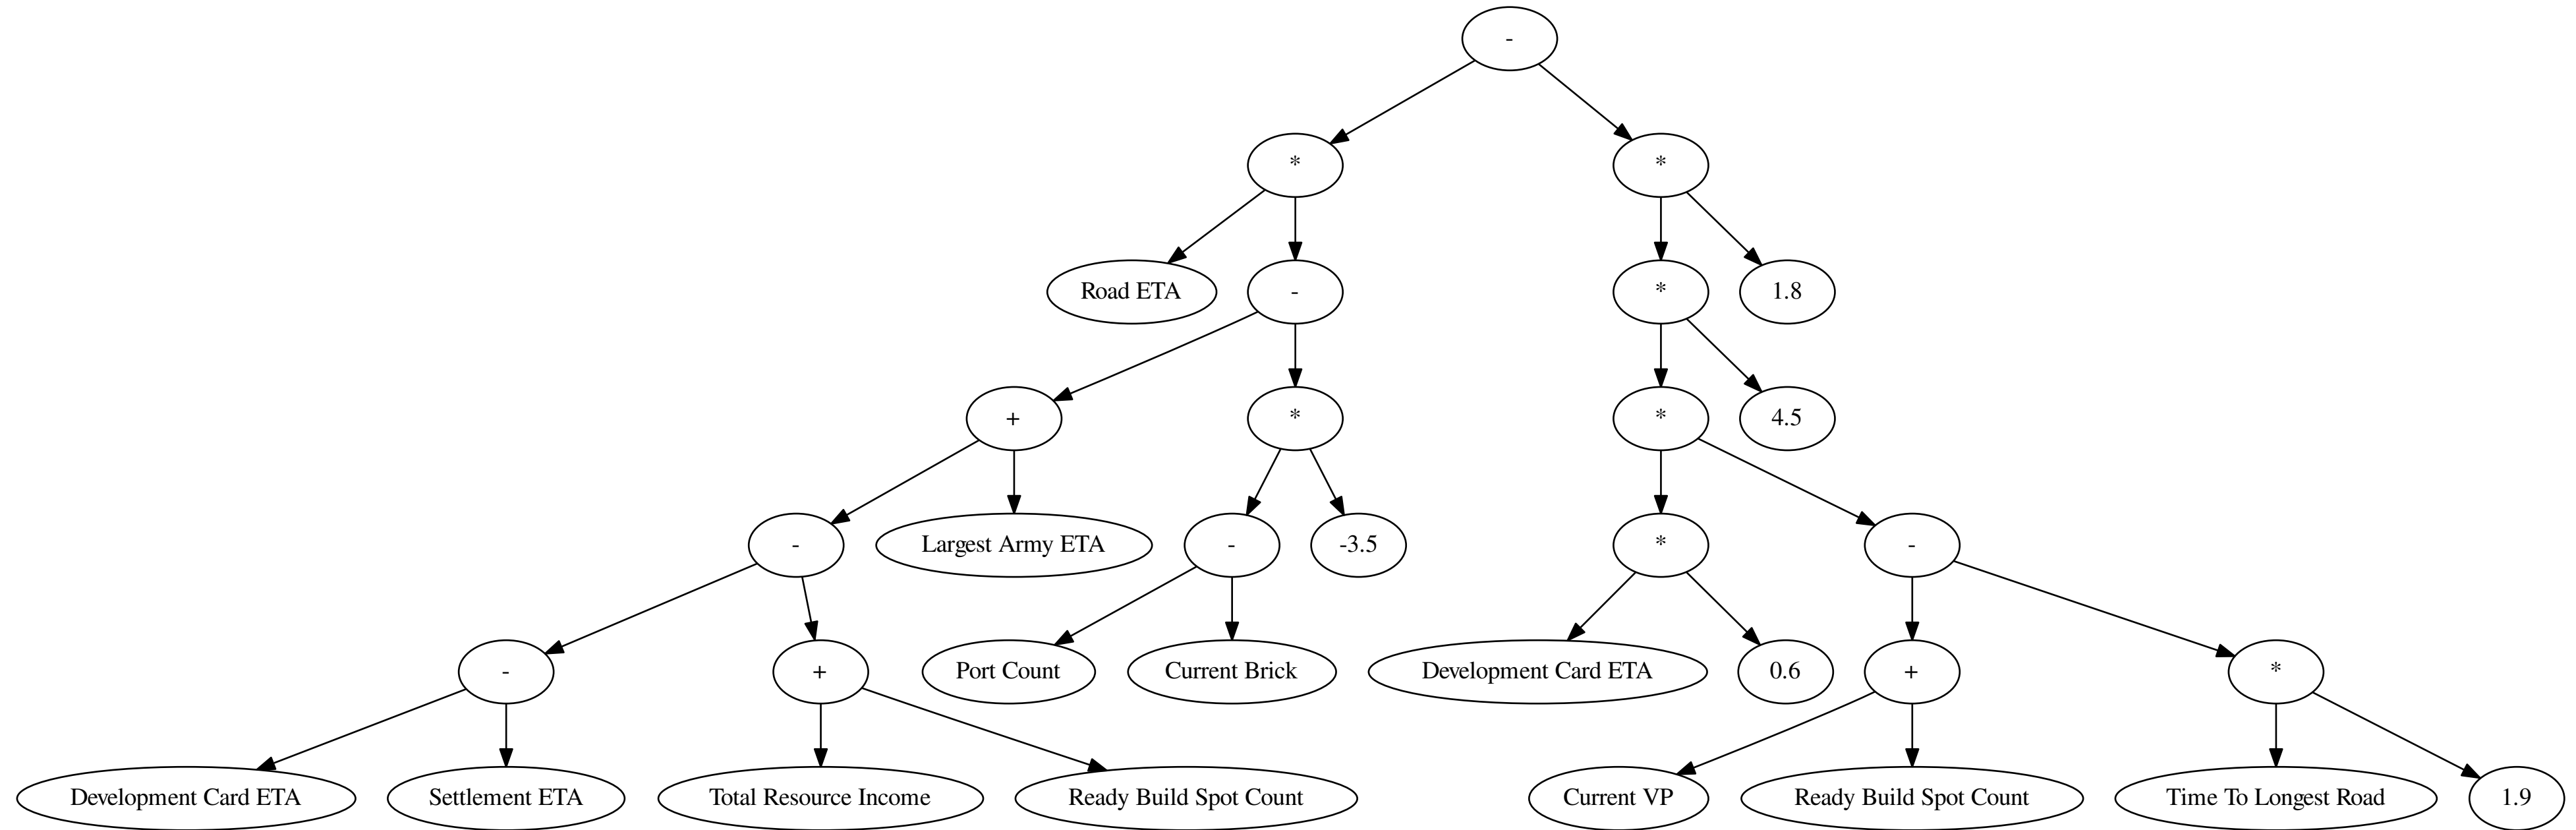 -
*
*
Road ETA
-
*
1.8
+
*
*
4.5
-
Largest Army ETA
-
-3.5
*
-
-
+
Port Count
Current Brick
Development Card ETA
0.6
+
*
Development Card ETA
Settlement ETA
Total Resource Income
Ready Build Spot Count
Current VP
Ready Build Spot Count
Time To Longest Road
1.9